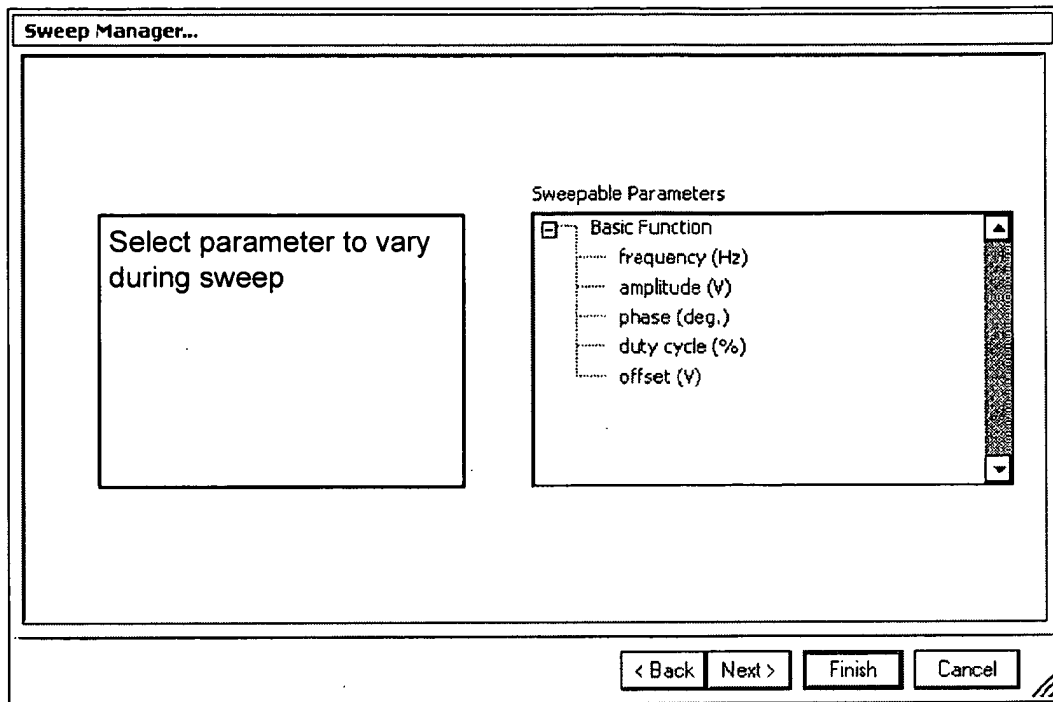 Sweep Manager...
Select parameter to vary
during sweep
Sweepable Parameters
Basic Function
frequency (Hz)
amplitude (V)
phase (deg.)
duty cycle (%)
offset (V)
< Back Next > Finish Cancel